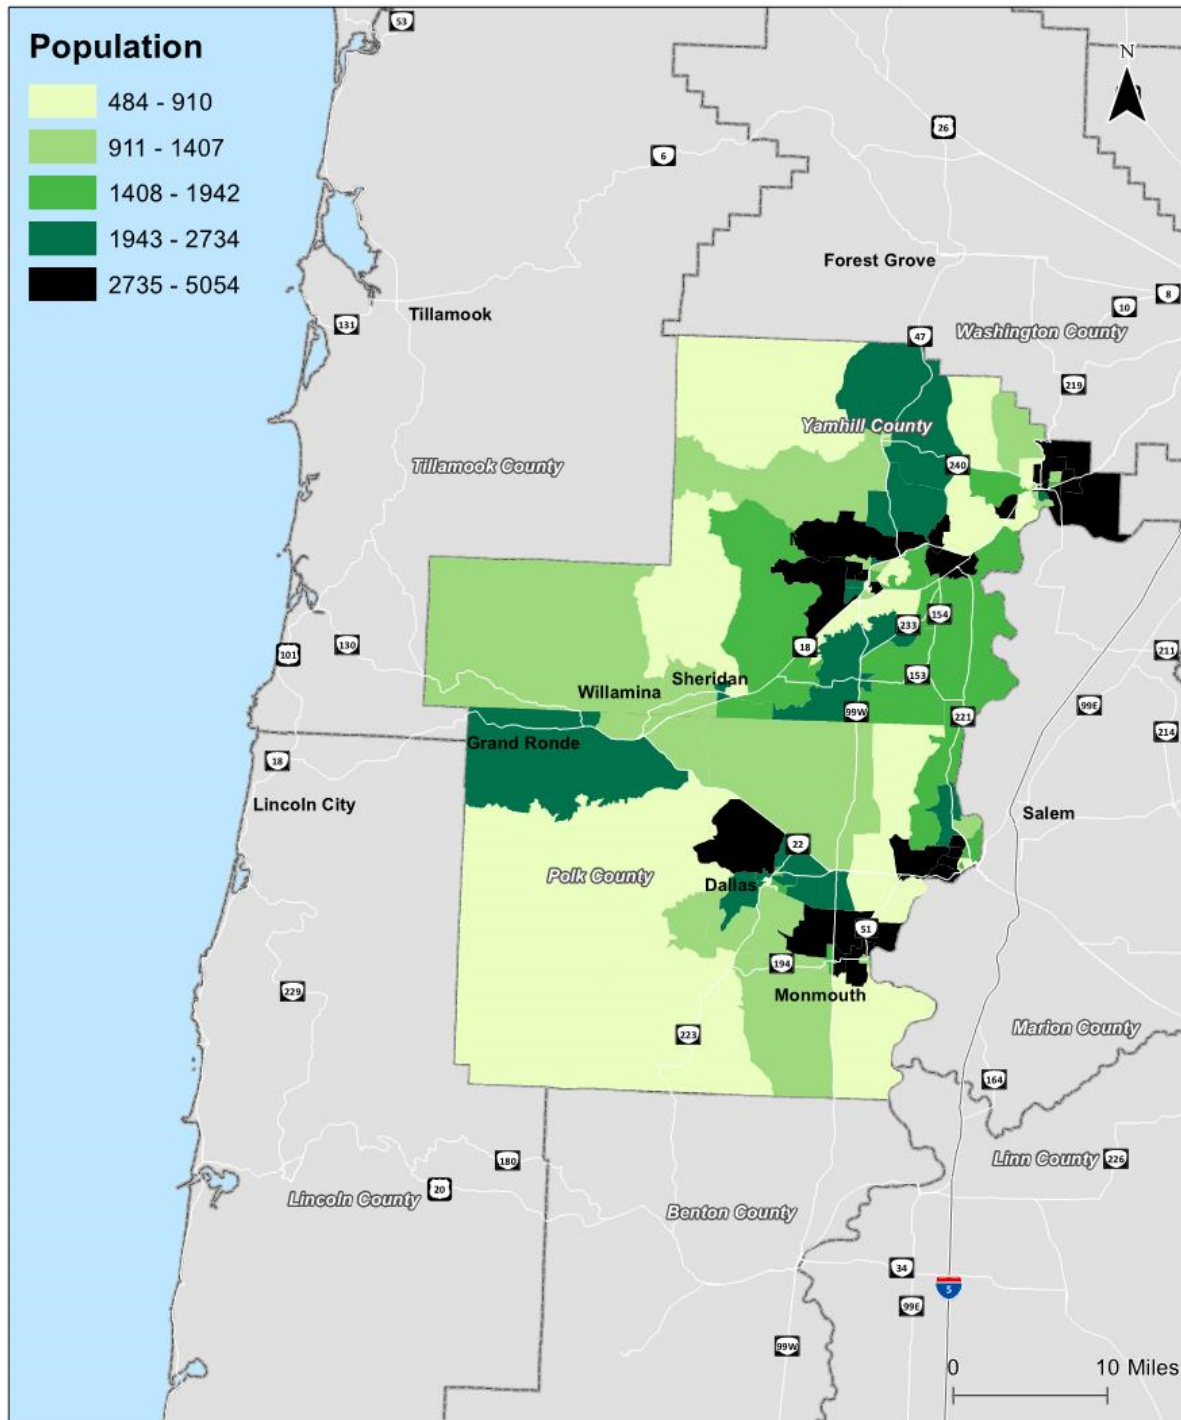 Population
484 - 910
911 - 1407
1408 - 1942
1943 - 2734
2735 - 5054
N
53
26
6
Forest Grove
8
10
Tillamook
131
47
Washington County
219
Yamhill County
240
Tillamook County
18
233
154
153
130
101
211
99E
214
Sheridan
Willamina
99W
221
Grand Ronde
18
Lincoln City
Salem
22
Polk County
Dallas
51
194
Monmouth
229
223
Marion County
164
180
20
Lincoln County
Benton County
Linn County
226
34
5
99E
99W
0 10 Miles